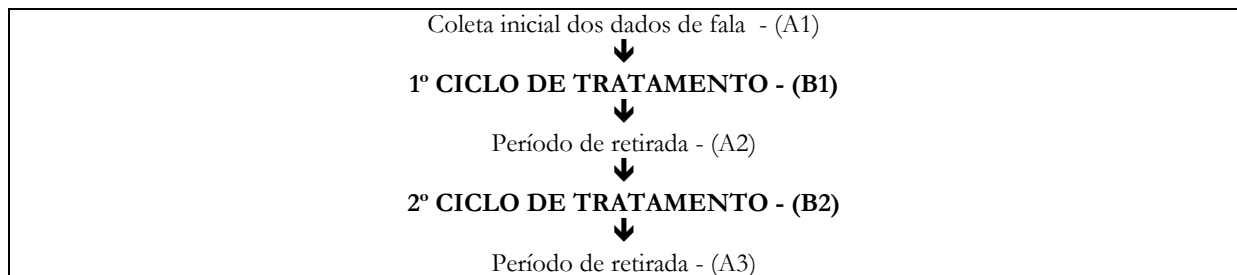 Coleta inicial dos dados de fala - (A1)
1º CICLO DE TRATAMENTO - (B1)
Período de retirada - (A2)
2º CICLO DE TRATAMENTO - (B2)
Período de retirada - (A3)